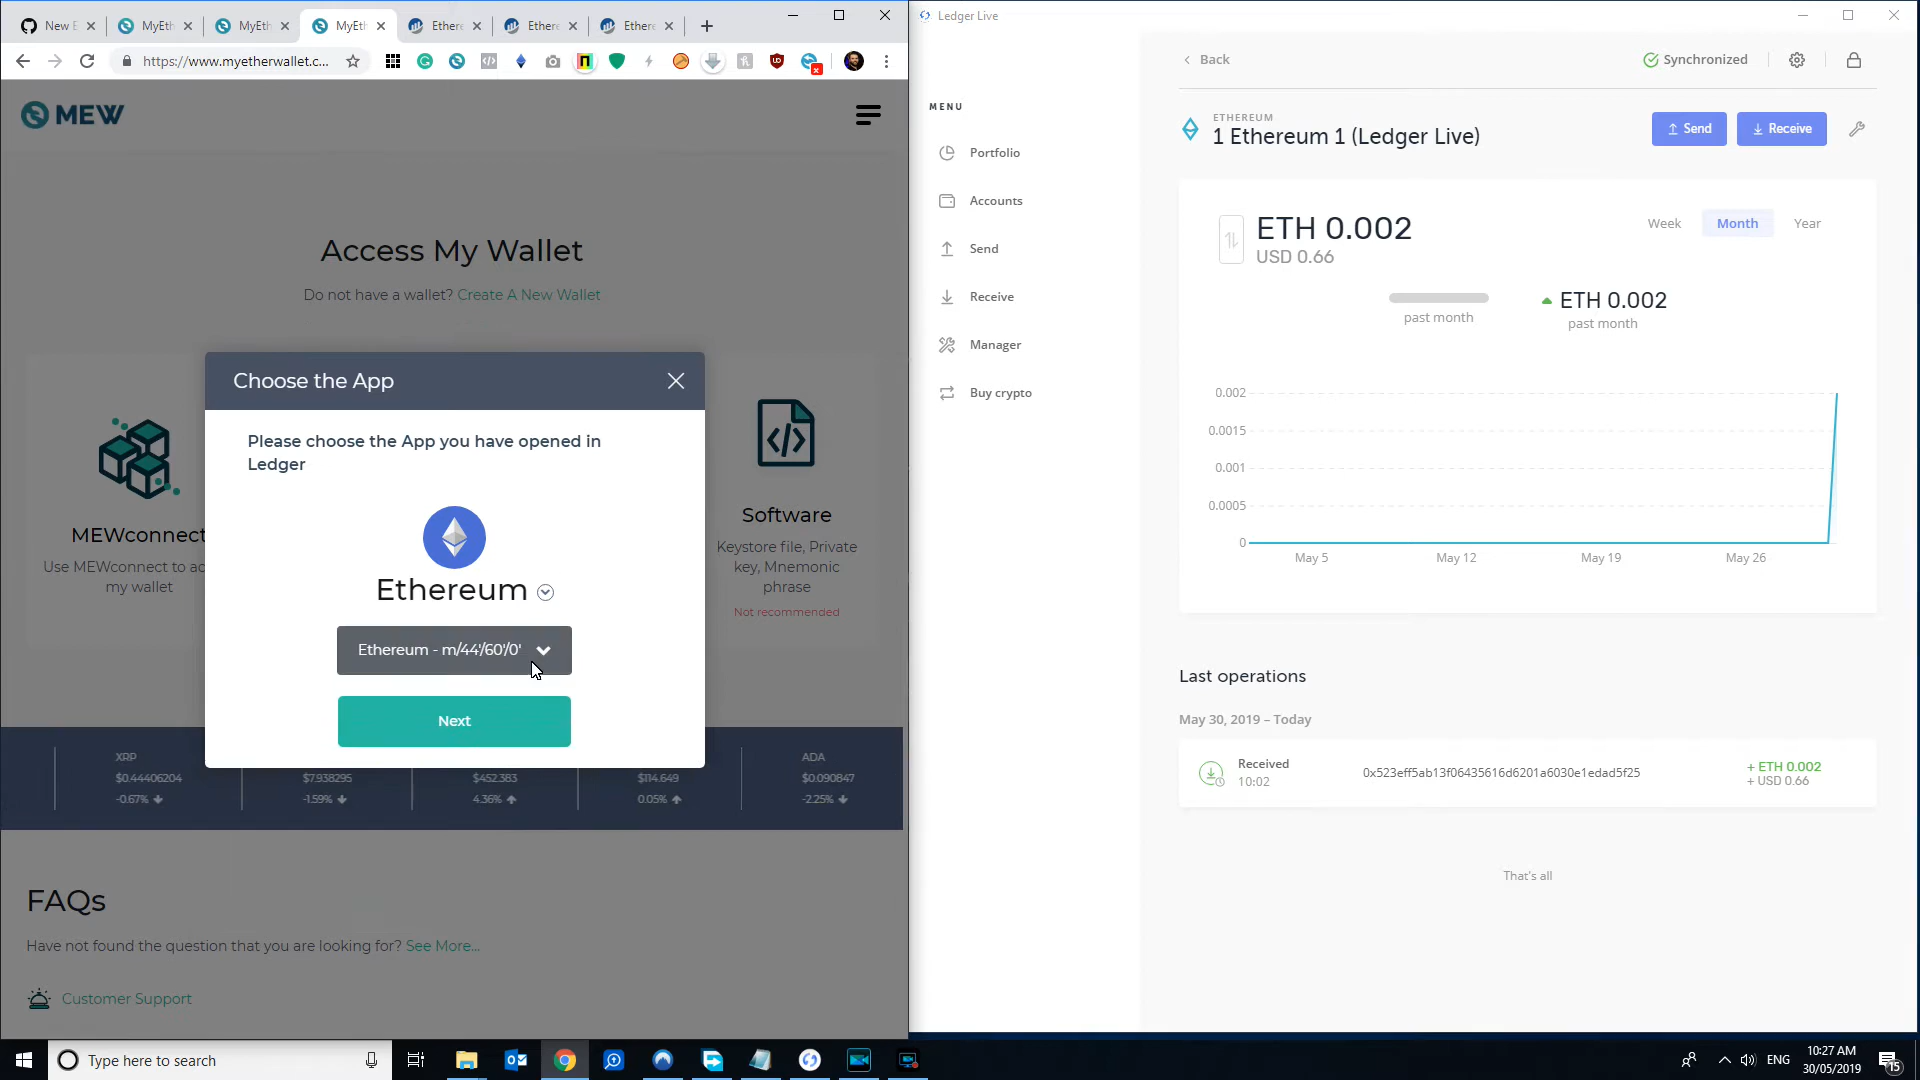 New E
MyEth
MyEth
MyEth
Ethere
Ethere
Ethere
https://www.myetherwallet.c...
MEW
Access My Wallet
Do not have a wallet? Create A New Wallet
MEWconnect
Use MEWconnect to ac
my wallet
Software
Keystore file, Private
key, Mnemonic
phrase
Not recommended
Choose the App
Please choose the App you have opened in
Ledger
Ethereum
Ethereum - m/44'/60'/0'
Next
XRP
$0.44406204
-0.67%
$7.938295
-1.59%
$452.383
4.36%
$114.649
0.05%
ADA
$0.090847
-2.25%
FAQs
Have not found the question that you are looking for? See More...
Customer Support
Ledger Live
Back
Synchronized
MENU
Portfolio
Accounts
Send
Receive
Manager
Buy crypto
ETHEREUM
1 Ethereum 1 (Ledger Live)
Send
Receive
ETH 0.002
USD 0.66
Week
Month
Year
past month
ETH 0.002
past month
0.002
0.0015
0.001
0.0005
0
May 5
May 12
May 19
May 26
Last operations
May 30, 2019 – Today
Received
10:02
0x523eff5ab13f06435616d6201a6030e1edad5f25
+ ETH 0.002
+ USD 0.66
That's all
Type here to search
ENG
10:27 AM
30/05/2019
15